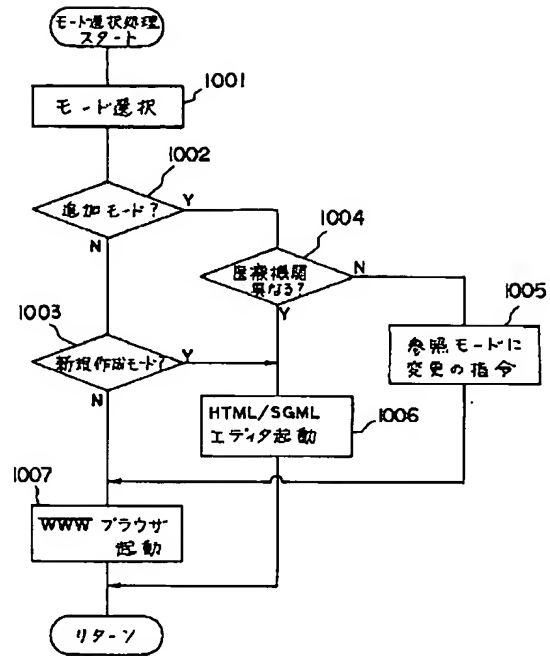 モード選択処理
スタート
1001
モード選択
1002
追加モード?
Y
N
1004
医療機関
異なる?
N
Y
1005
参照モードに
変更の指令
1003
新規作成モード?
Y
N
HTML/SGML
エディタ起動
1006
1007
WWW ブラウザ
起動
リターン